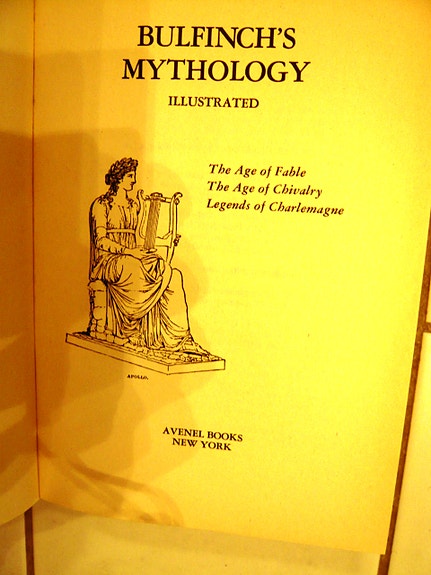 BULFINCH'S
MYTHOLOGY
ILLUSTRATED
The Age of Fable
The Age of Chivalry
Legends of Charlemagne
APOLLO.
AVENEL BOOKS
NEW YORK